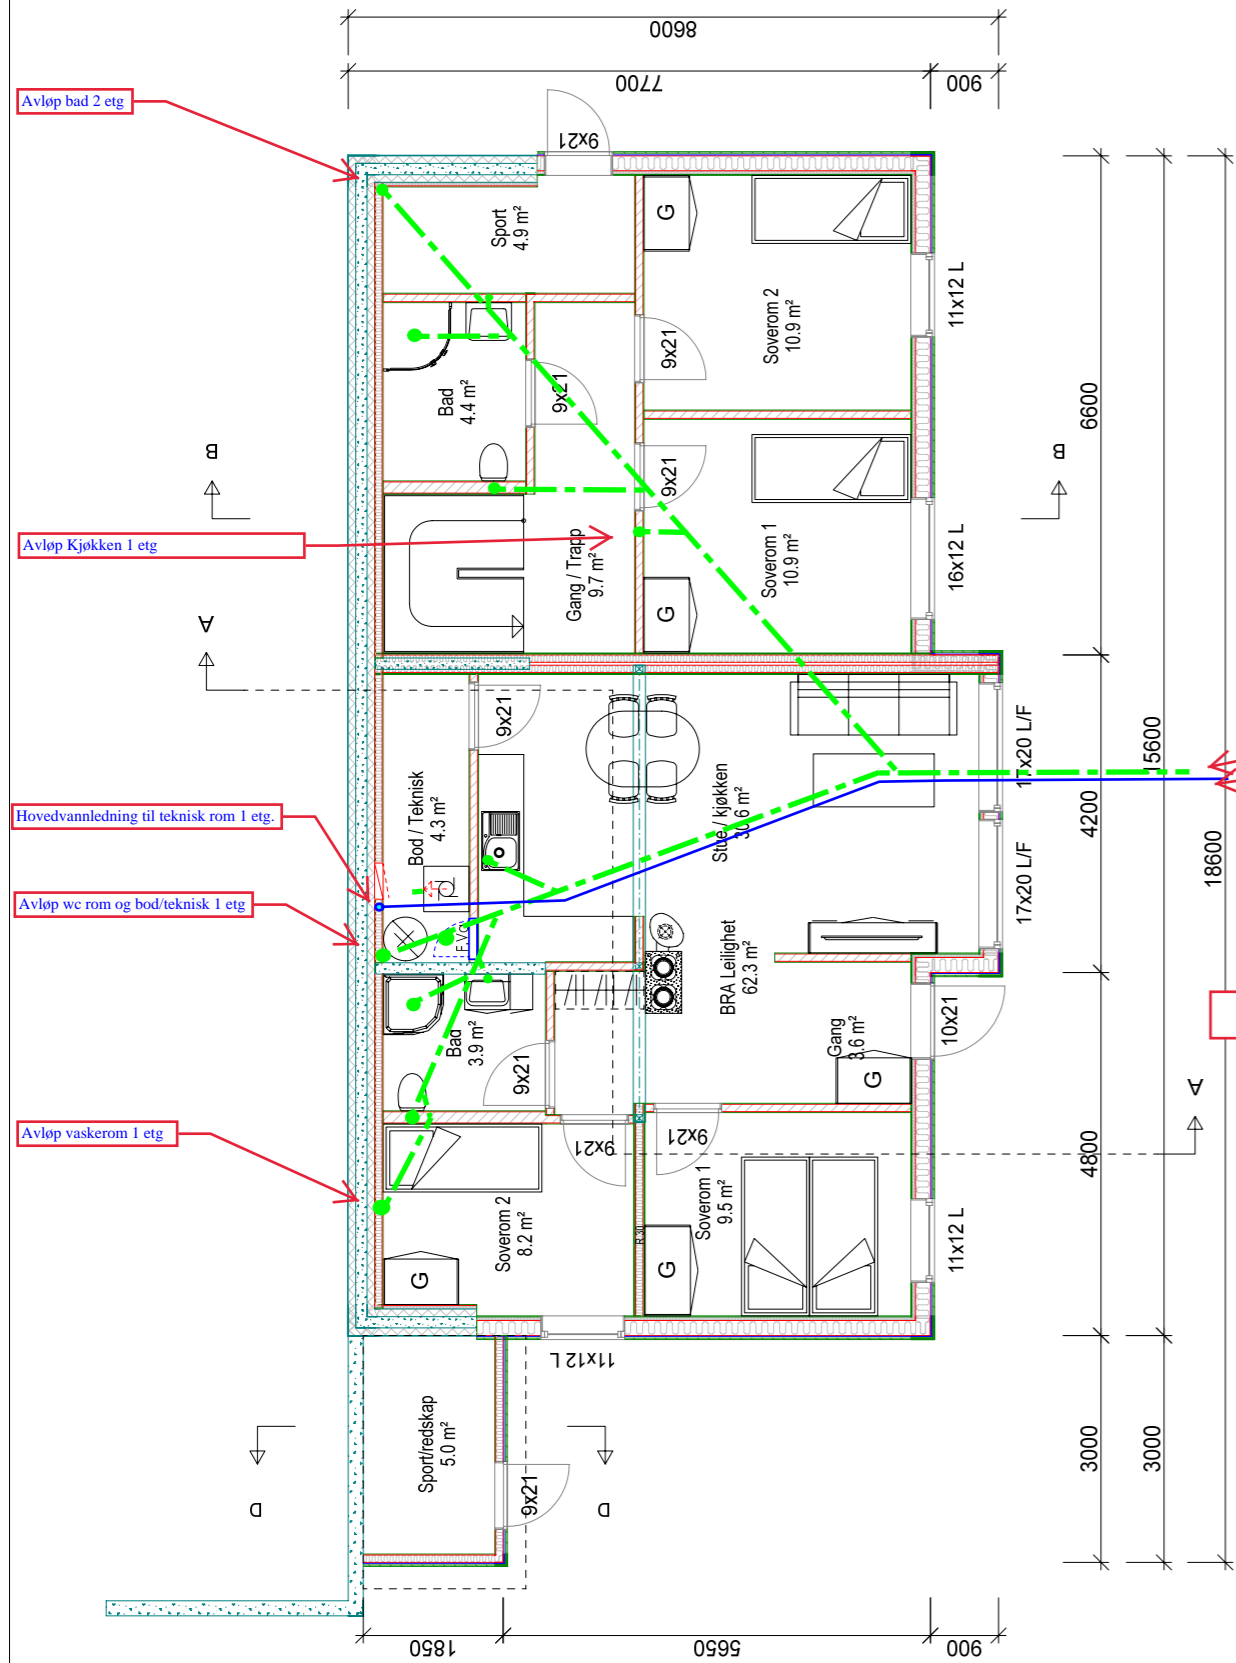 8600
7700
900
Avløp bad 2 etg
9x21
Sport
4.9 m²
G
Soverom 2
10.9 m²
11x12 L
9x21
9x21
Bad
4.4 m²
6600
B
B
9x21
Avløp Kjøkken 1 etg
Gang / Trapp
9.7 m²
Soverom 1
10.9 m²
16x12 L
G
A
9x21
17x20 L/F
15600
Bod / Teknisk
4.3 m²
Stue / kjøkken
30.6 m²
4200
Hovedvannledning til teknisk rom 1 etg.
18600
17x20 L/F
Avløp wc rom og bod/teknisk 1 etg
F.VG
BRA Leilighet
62.3 m²
Bad
3.9 m²
9x21
Gang
3.6 m²
10x21
G
A
Avløp vaskerom 1 etg
9x21
9x21
4800
Soverom 1
9.5 m²
Soverom 2
8.2 m²
R 30
11x12 L
G
G
11x12 L
Sport/redskap
5.0 m²
3000
3000
9x21
D
D
1850
5650
900